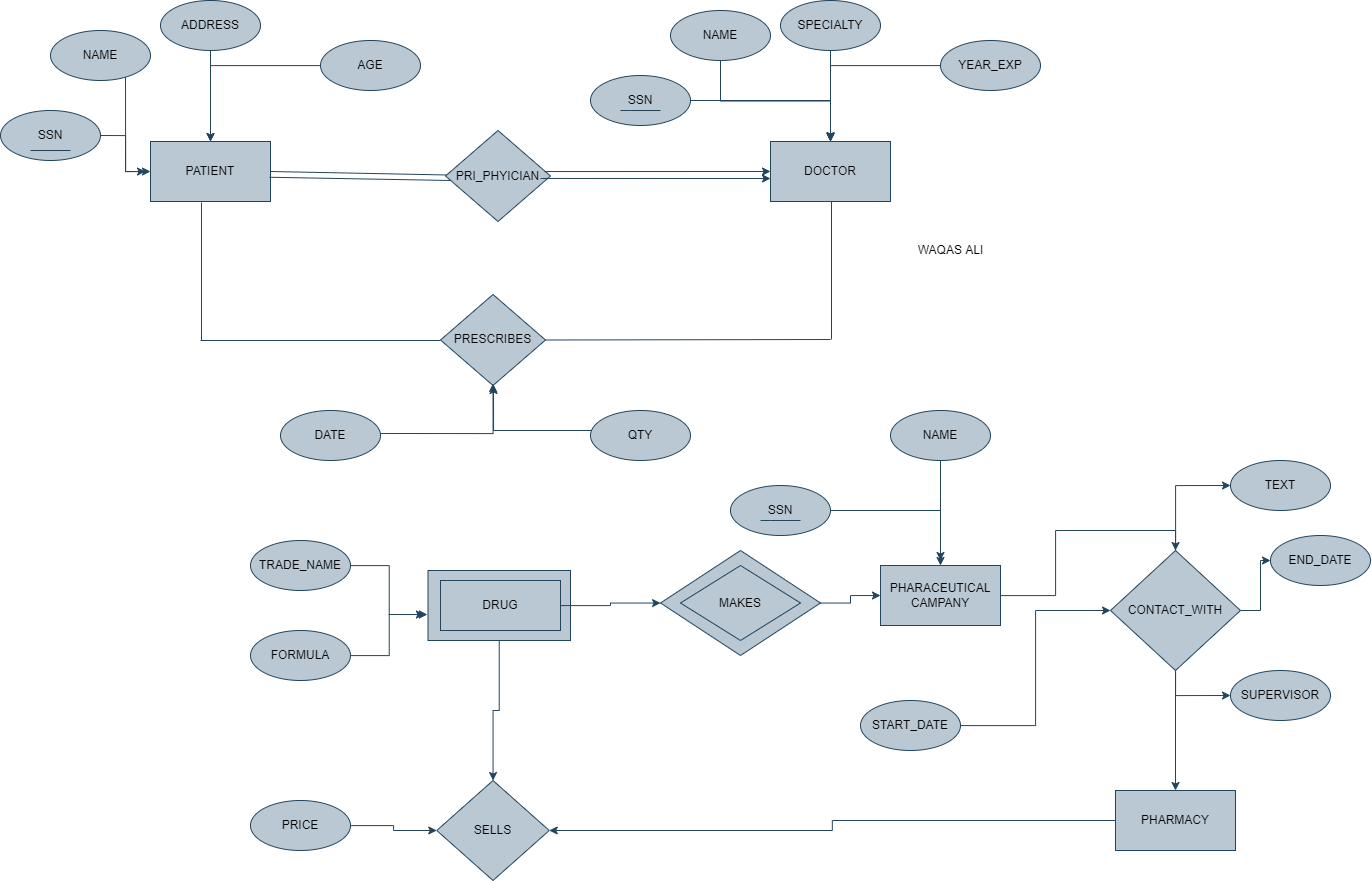 ADDRESS
SPECIALTY
NAME
NAME
AGE
YEAR_EXP
SSN
SSN
PATIENT
PRI_PHYICIAN
DOCTOR
WAQAS ALI
PRESCRIBES
DATE
QTY
NAME
TEXT
SSN
TRADE_NAME
END_DATE
DRUG
MAKES
PHARACEUTICAL
CAMPANY
CONTACT_WITH
FORMULA
SUPERVISOR
START_DATE
PRICE
SELLS
PHARMACY